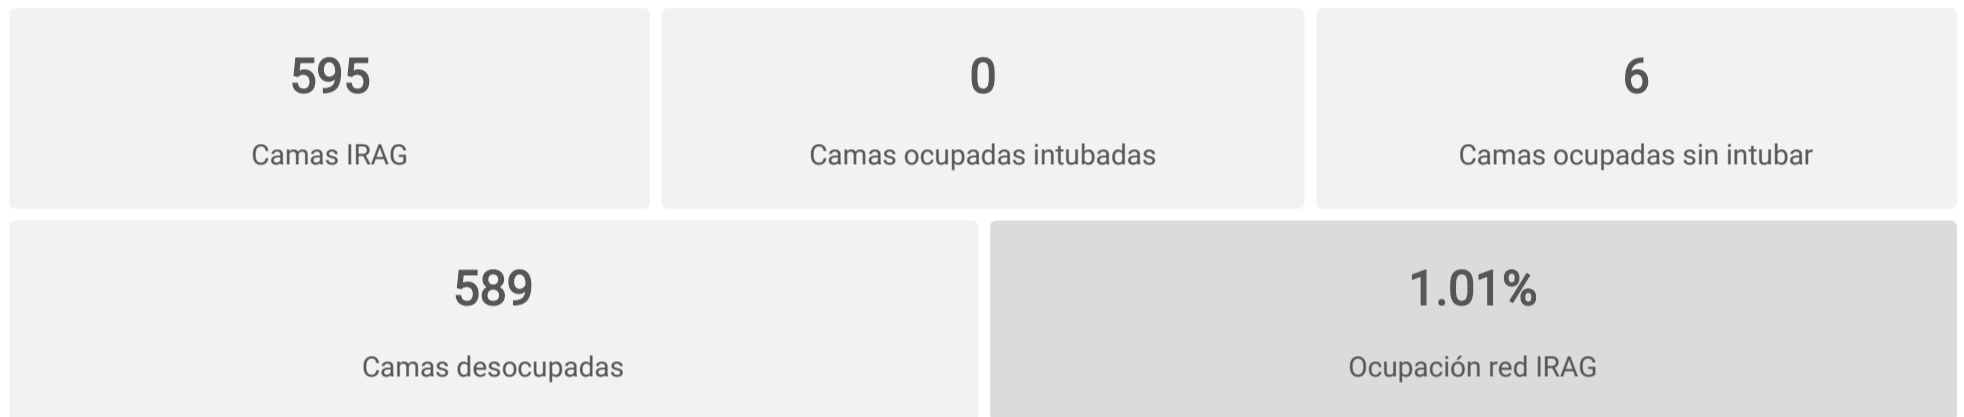 595
Camas IRAG
0
Camas ocupadas intubadas
6
Camas ocupadas sin intubar
589
Camas desocupadas
1.01%
Ocupación red IRAG